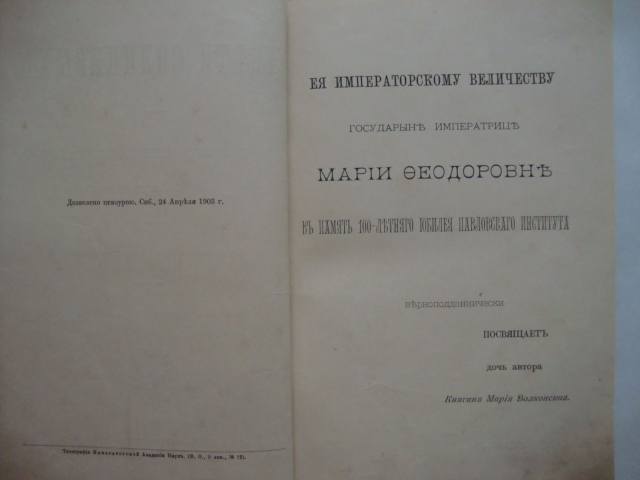 Дозволено цензурою. Спб., 24 Апрѣля 1903 г.
Типографія Императорской Академіи Наукъ. (В. О., 9 лин., № 12).
ЕЯ ИМПЕРАТОРСКОМУ ВЕЛИЧЕСТВУ
ГОСУДАРЫНѢ ИМПЕРАТРИЦѢ
МАРІИ ѲЕОДОРОВНѢ
ВЪ ПАМЯТЬ 100-ЛѢТНЯГО ЮБИЛЕЯ ПАВЛОВСКАГО ИНСТИТУТА
вѣрноподданнически
ПОСВЯЩАЕТЪ
дочь автора
Княгиня Марія Волконская.